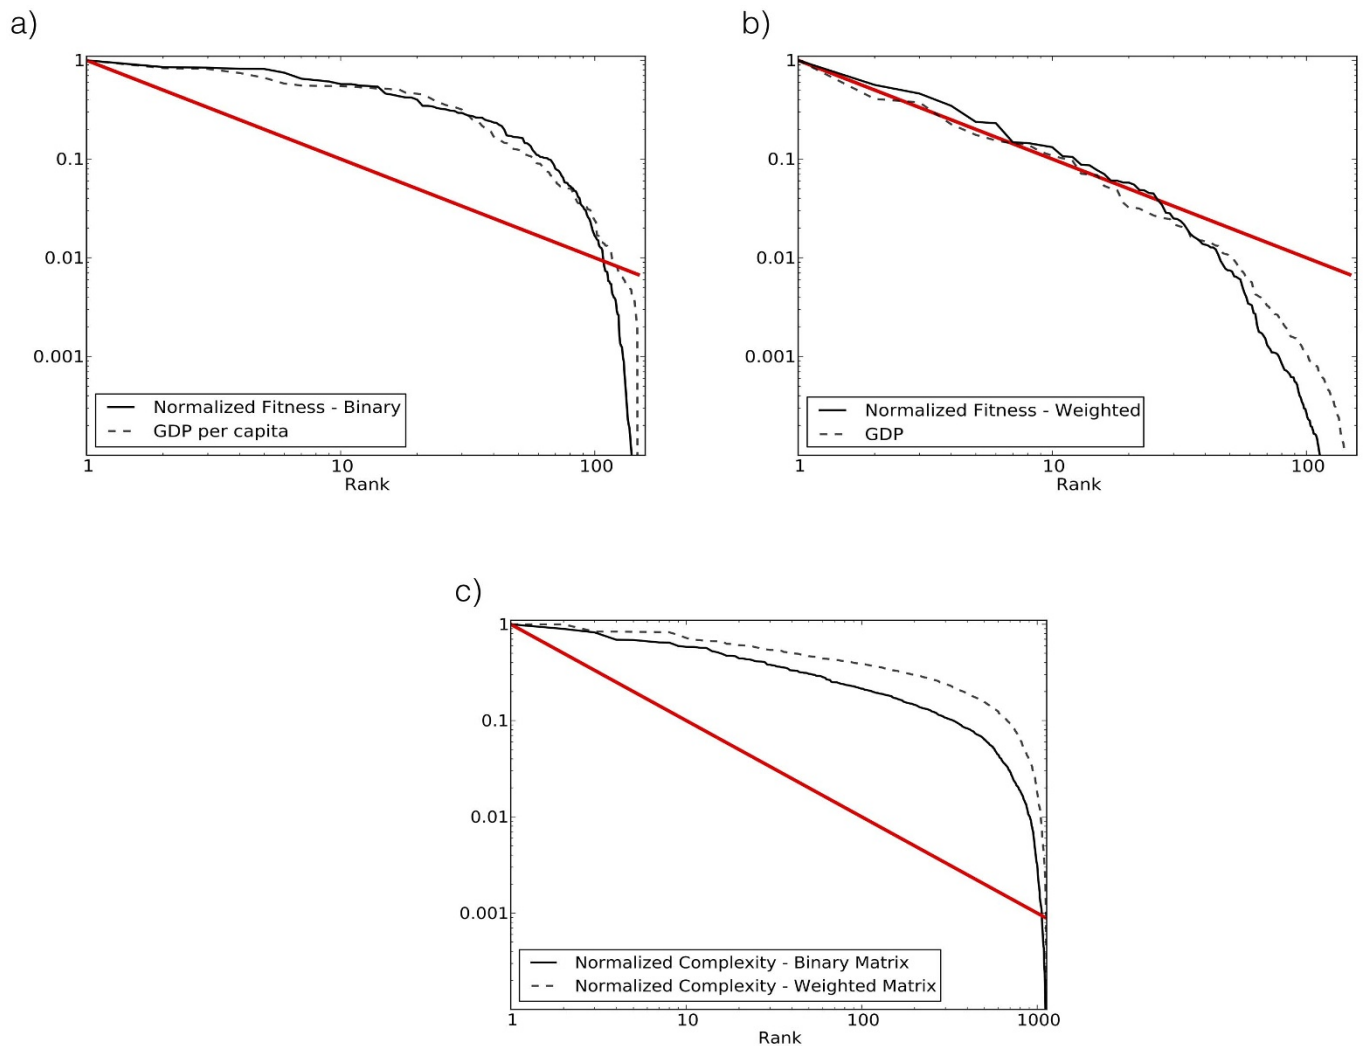 a)
1
0.1
0.01
0.001
Normalized Fitness - Binary
GDP per capita
1 10 100
Rank
b)
1
0.1
0.01
0.001
Normalized Fitness - Weighted
GDP
1 10 100
Rank
c)
1
0.1
0.01
0.001
Normalized Complexity - Binary Matrix
Normalized Complexity - Weighted Matrix
1 10 100 1000
Rank